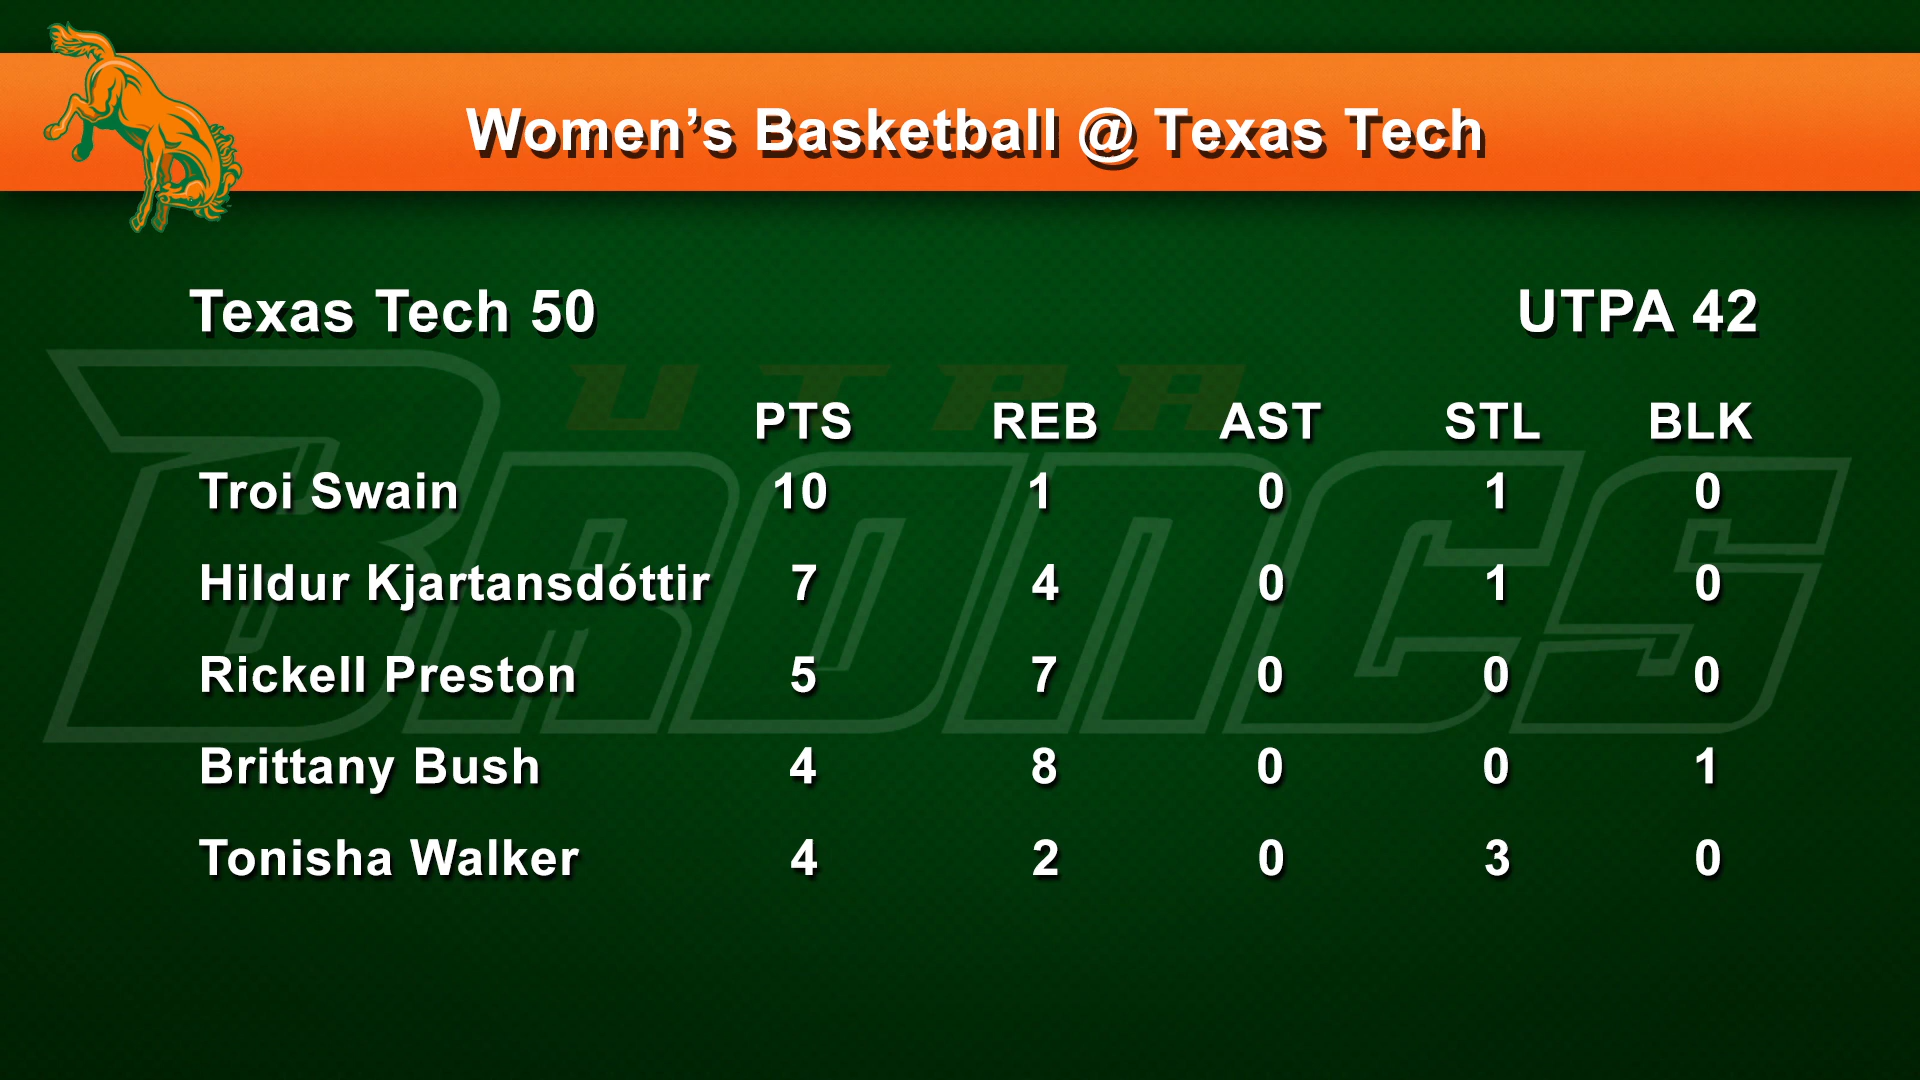 Women’s Basketball @ Texas Tech
Texas Tech 50 UTPA 42
UTPA
BRONCS
PTS REB AST STL BLK
Troi Swain 10 1 0 1 0
Hildur Kjartansdóttir 7 4 0 1 0
Rickell Preston 5 7 0 0 0
Brittany Bush 4 8 0 0 1
Tonisha Walker 4 2 0 3 0